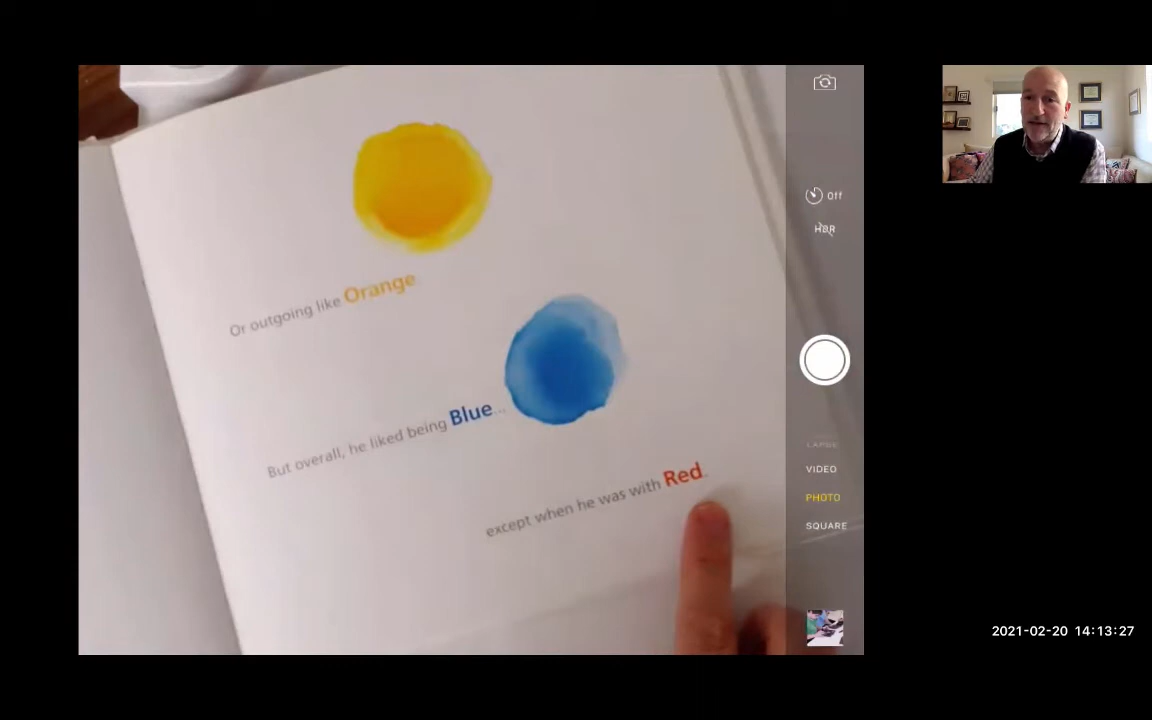 Or outgoing like Orange
But overall, he liked being Blue...
except when he was with Red..
Off
HDR
VIDEO
PHOTO
SQUARE
2021-02-20 14:13:27